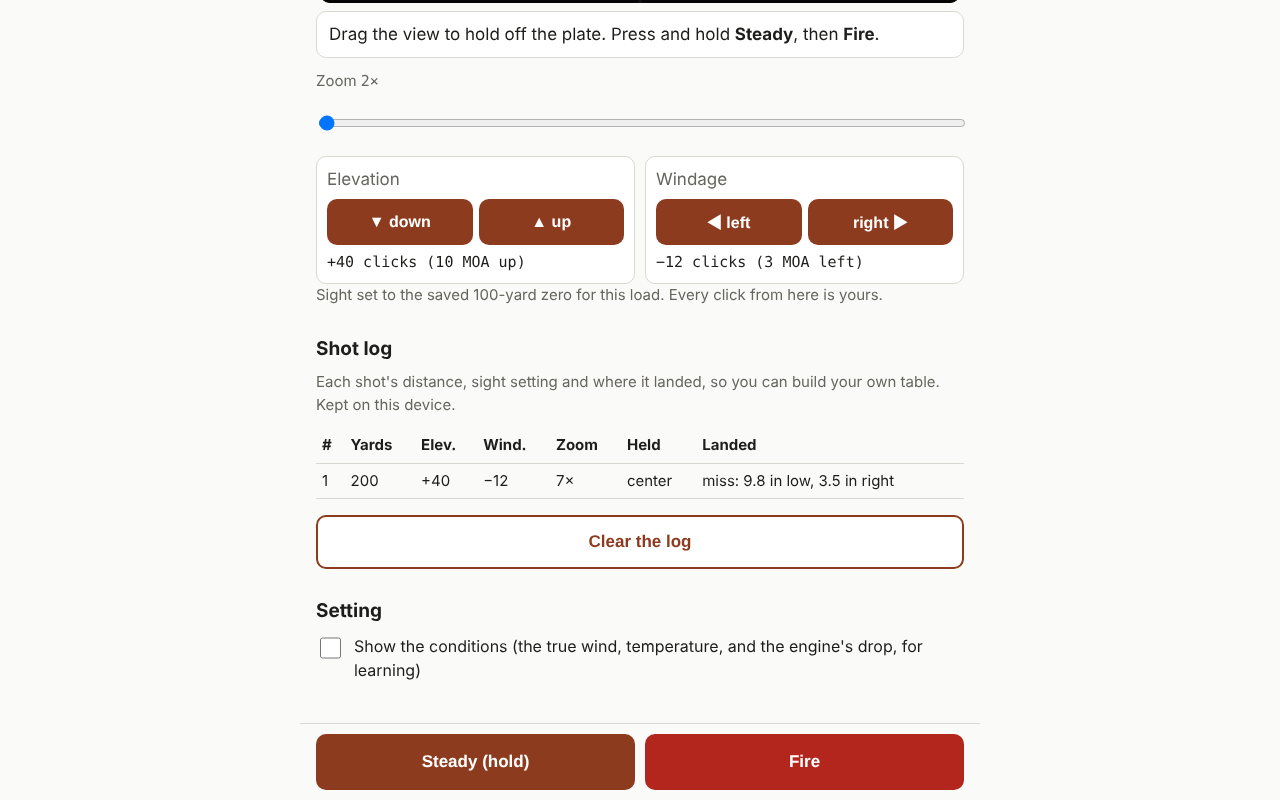 Drag the view to hold off the plate. Press and hold Steady, then Fire.
Zoom 2×
Elevation
▼ down
▲ up
+40 clicks (10 MOA up)
Windage
◀ left
right ▶
−12 clicks (3 MOA left)
Sight set to the saved 100-yard zero for this load. Every click from here is yours.
Shot log
Each shot's distance, sight setting and where it landed, so you can build your own table.
Kept on this device.
# Yards Elev. Wind. Zoom Held Landed
1 200 +40 −12 7× center miss: 9.8 in low, 3.5 in right
Clear the log
Setting
Show the conditions (the true wind, temperature, and the engine's drop, for
learning)
Steady (hold)
Fire